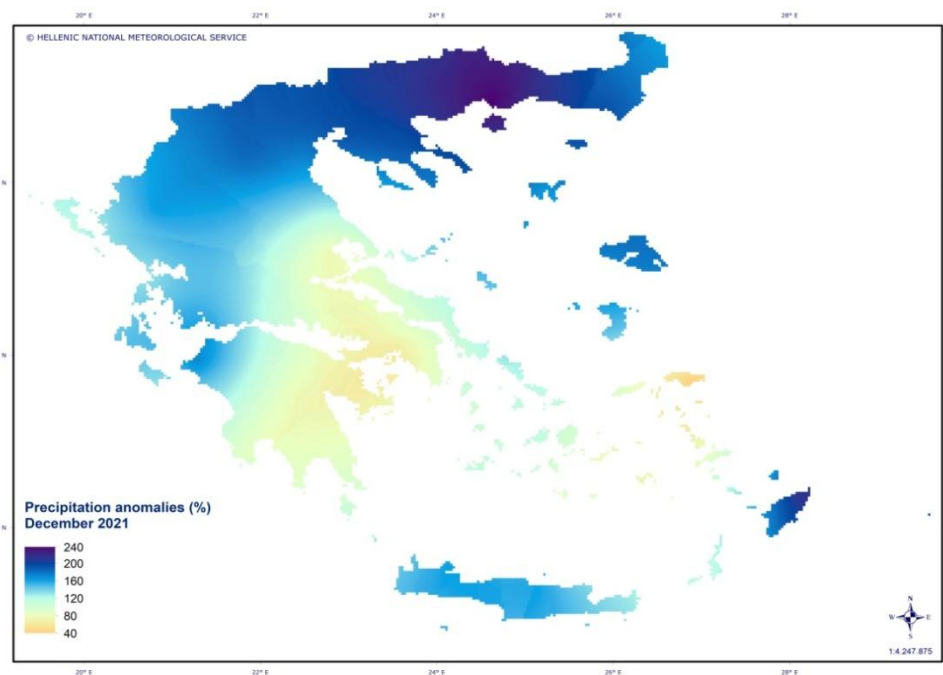 20° E 22° E 24° E 26° E 28° E
© HELLENIC NATIONAL METEOROLOGICAL SERVICE
N
N
N
Precipitation anomalies (%)
December 2021
240
200
160
120
80
40
N
W E
S
1:4.247.875
20° E 22° E 24° E 26° E 28° E